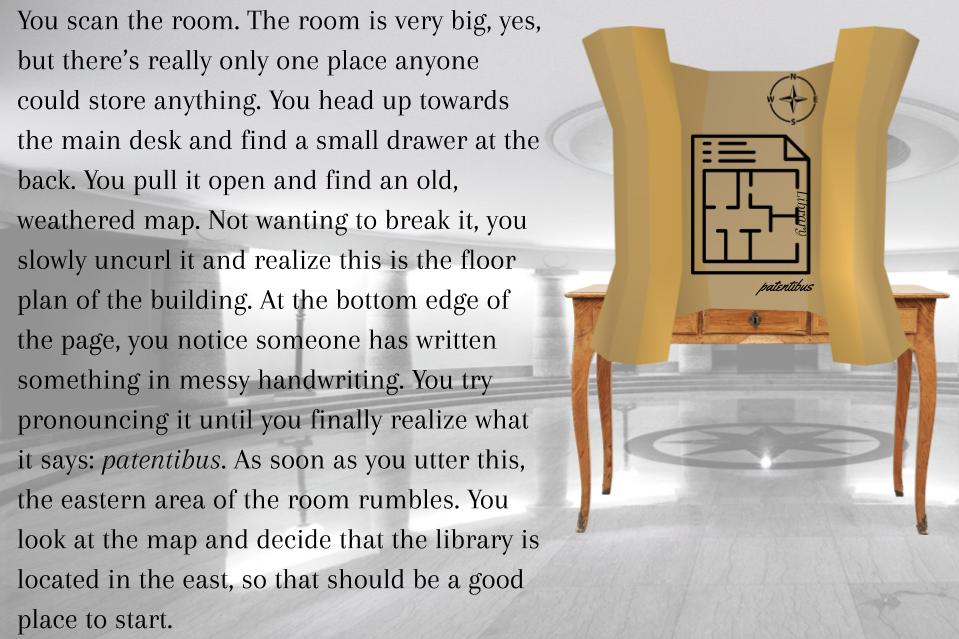 You scan the room. The room is very big, yes,
but there’s really only one place anyone
could store anything. You head up towards
the main desk and find a small drawer at the
back. You pull it open and find an old,
weathered map. Not wanting to break it, you
slowly uncurl it and realize this is the floor
plan of the building. At the bottom edge of
the page, you notice someone has written
something in messy handwriting. You try
pronouncing it until you finally realize what
it says: patentibus. As soon as you utter this,
the eastern area of the room rumbles. You
look at the map and decide that the library is
located in the east, so that should be a good
place to start.
N
W E
S
Library
patentibus